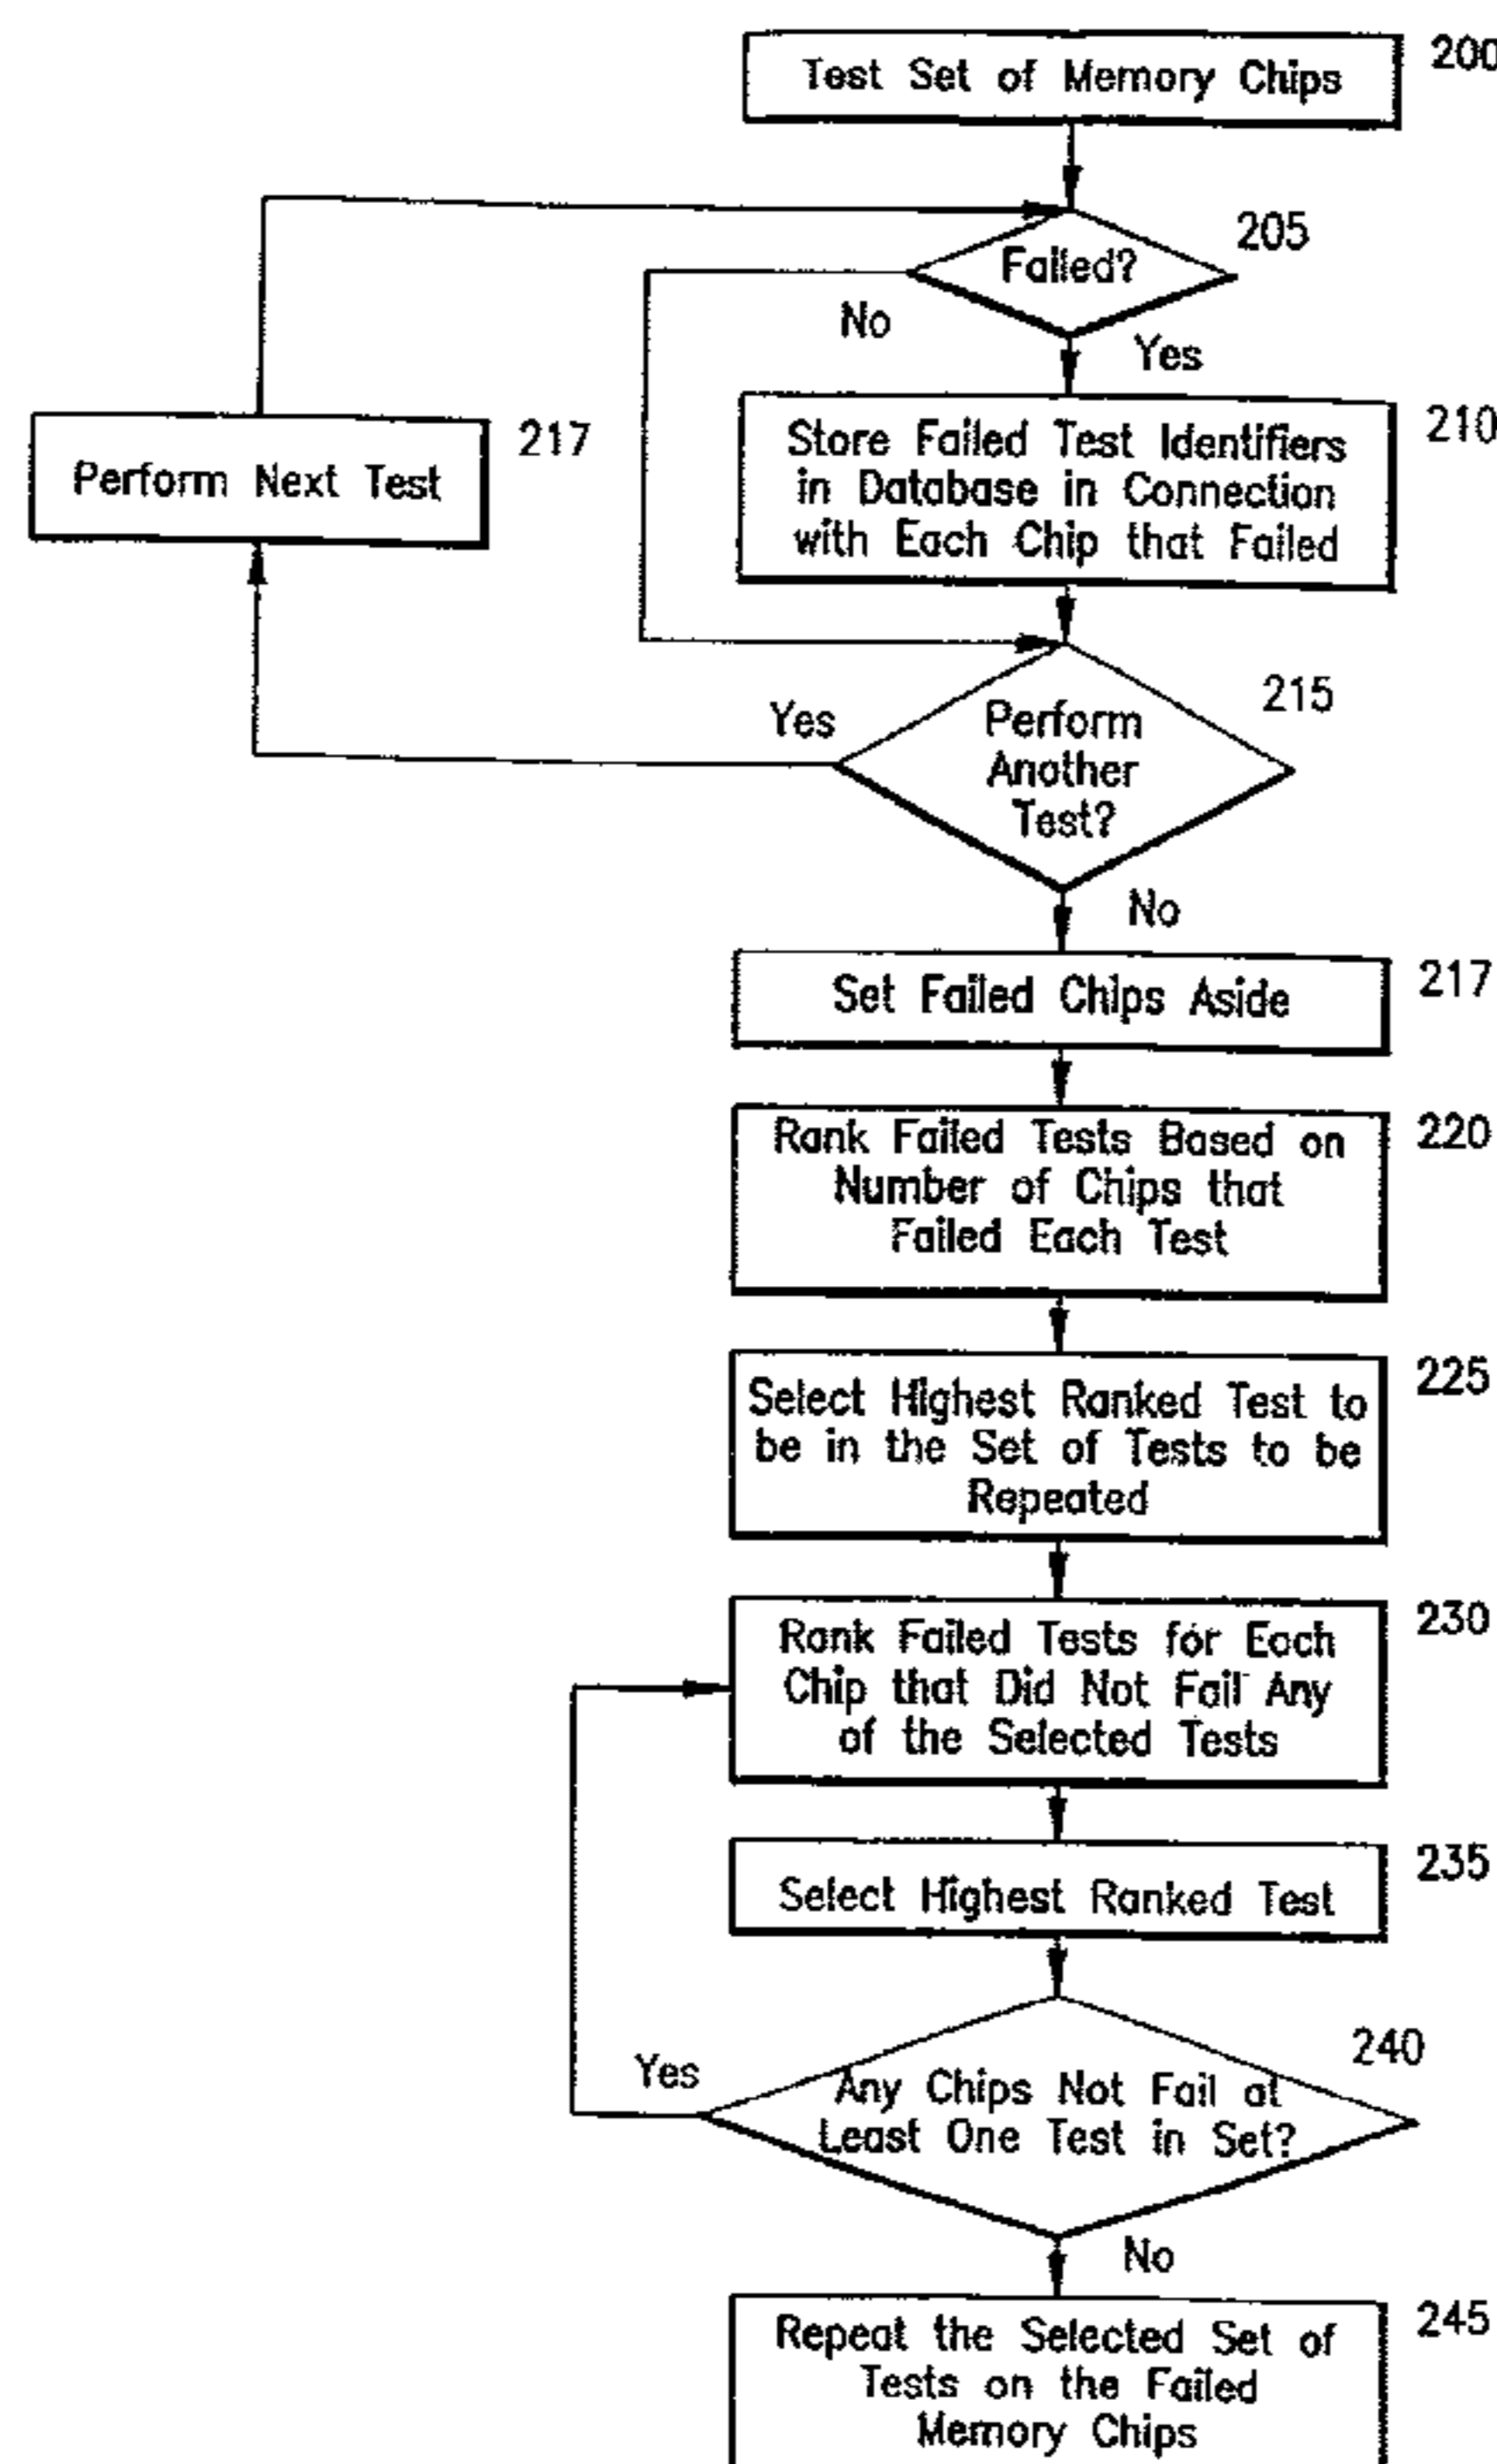 Test Set of Memory Chips
200
Failed?
205
No
Yes
Perform Next Test
217
Store Failed Test Identifiers
in Database in Connection
with Each Chip that Failed
210
Perform
Another
Test?
215
Yes
No
Set Failed Chips Aside
217
Rank Failed Tests Based on
Number of Chips that
Failed Each Test
220
Select Highest Ranked Test to
be in the Set of Tests to be
Repeated
225
Rank Failed Tests for Each
Chip that Did Not Fail Any
of the Selected Tests
230
Select Highest Ranked Test
235
Any Chips Not Fail at
Least One Test in Set?
240
Yes
No
Repeat the Selected Set of
Tests on the Failed
Memory Chips
245